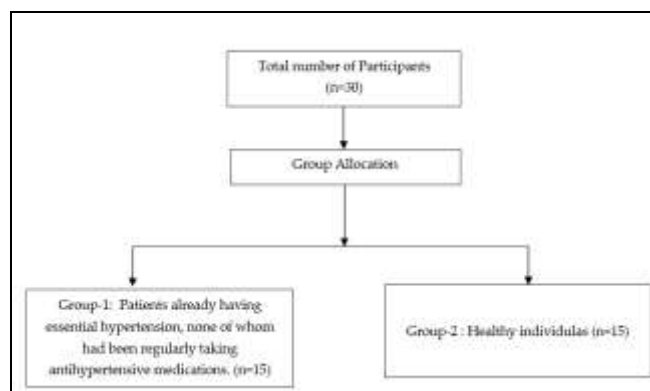 Total number of Participants
(n=30)
Group Allocation
Group-1: Patients already having
essential hypertension, none of whom
had been regularly taking
antihypertensive medications. (n=15)
Group-2 : Healthy individulas (n=15)